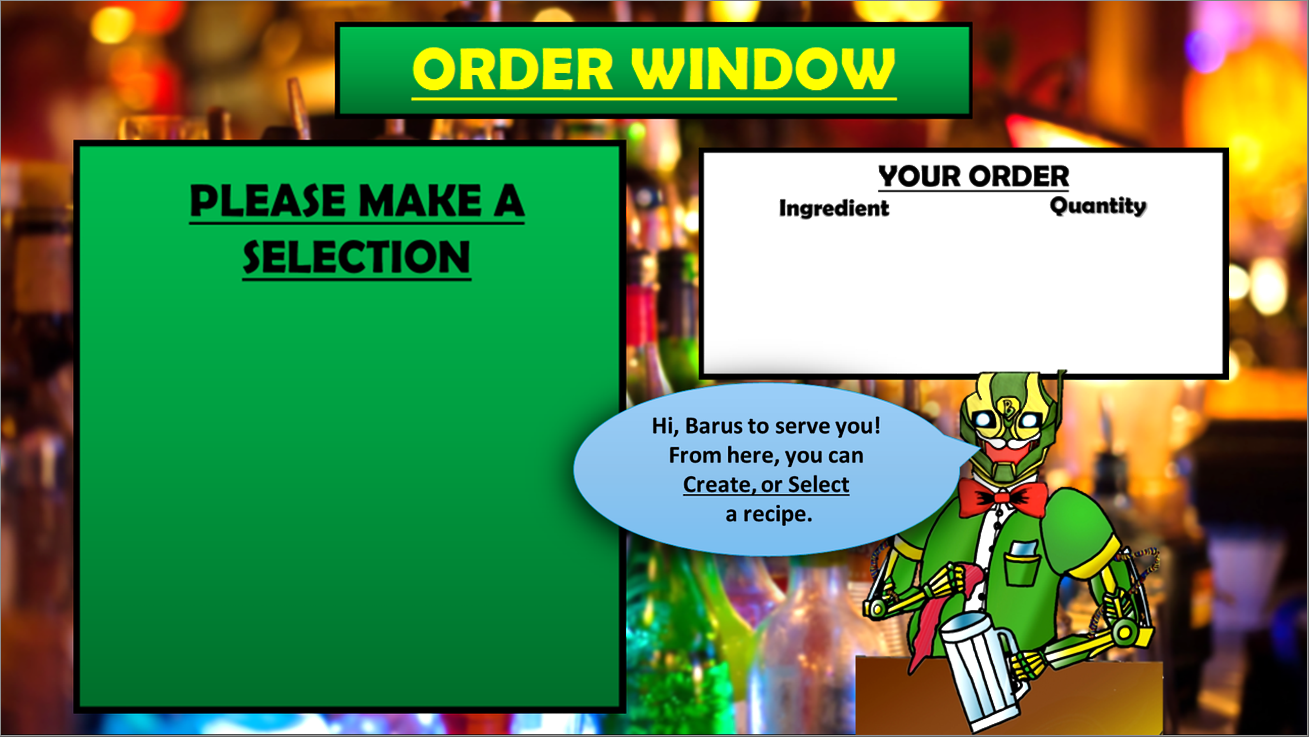 ORDER WINDOW
PLEASE MAKE A
SELECTION
YOUR ORDER
Ingredient Quantity
Hi, Barus to serve you!
From here, you can
Create, or Select
a recipe.
B